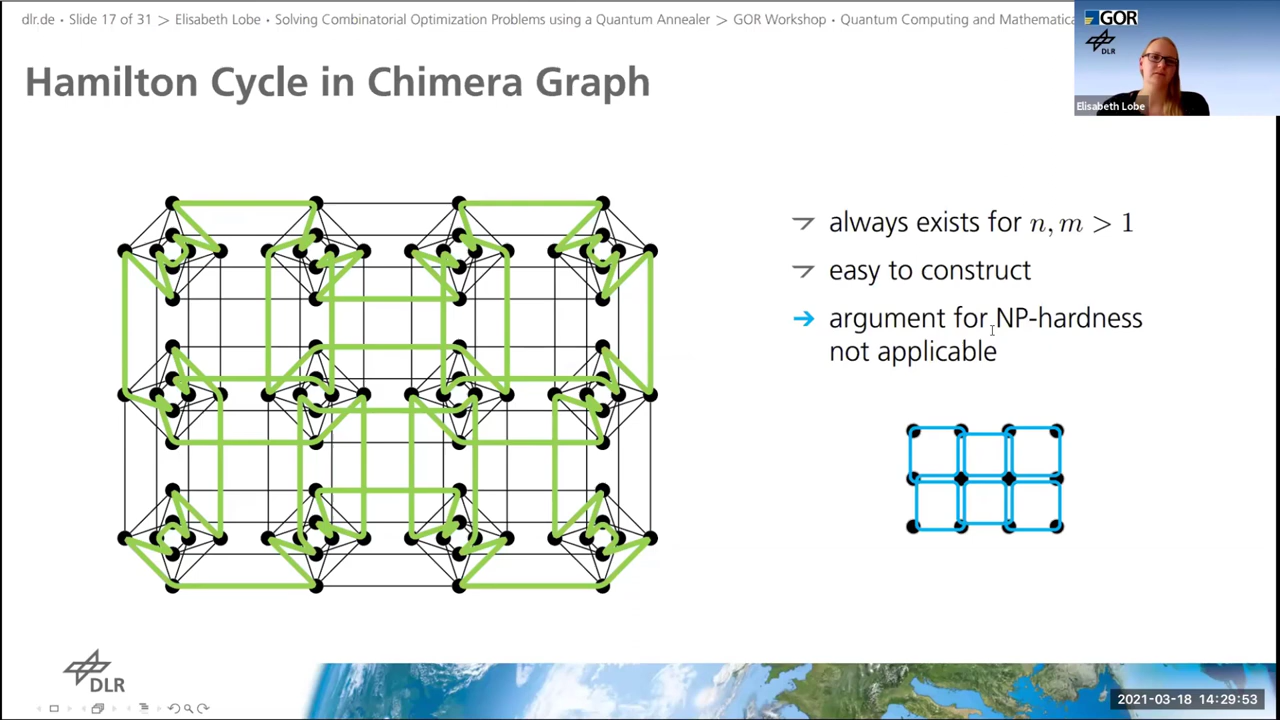 dlr.de • Slide 17 of 31 > Elisabeth Lobe • Solving Combinatorial Optimization Problems using a Quantum Annealer > GOR Workshop • Quantum Computing and Mathematica
GOR
DLR
Elisabeth Lobe
Hamilton Cycle in Chimera Graph
always exists for n, m > 1
easy to construct
argument for NP-hardness
not applicable
DLR
2021-03-18 14:29:53